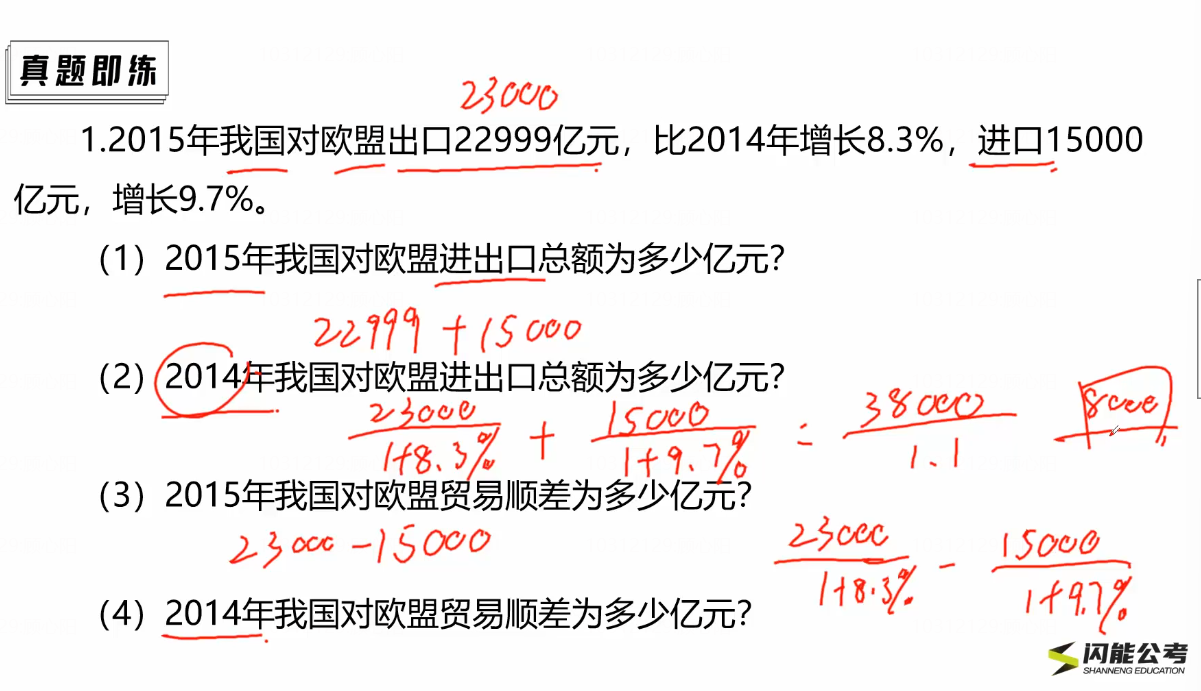 真题即练
23000
1.2015年我国对欧盟出口22999亿元，比2014年增长8.3%，进口15000
亿元，增长9.7%。
（1）2015年我国对欧盟进出口总额为多少亿元？
22999+15000
（2）2014年我国对欧盟进出口总额为多少亿元？
23000 15000 38000 8000
1+8.3% + 1+9.7% = 1.1
（3）2015年我国对欧盟贸易顺差为多少亿元？
23000-15000
23000 - 15000
1+8.3% 1+9.7%
（4）2014年我国对欧盟贸易顺差为多少亿元？
闪能公考
SHANNENG EDUCATION